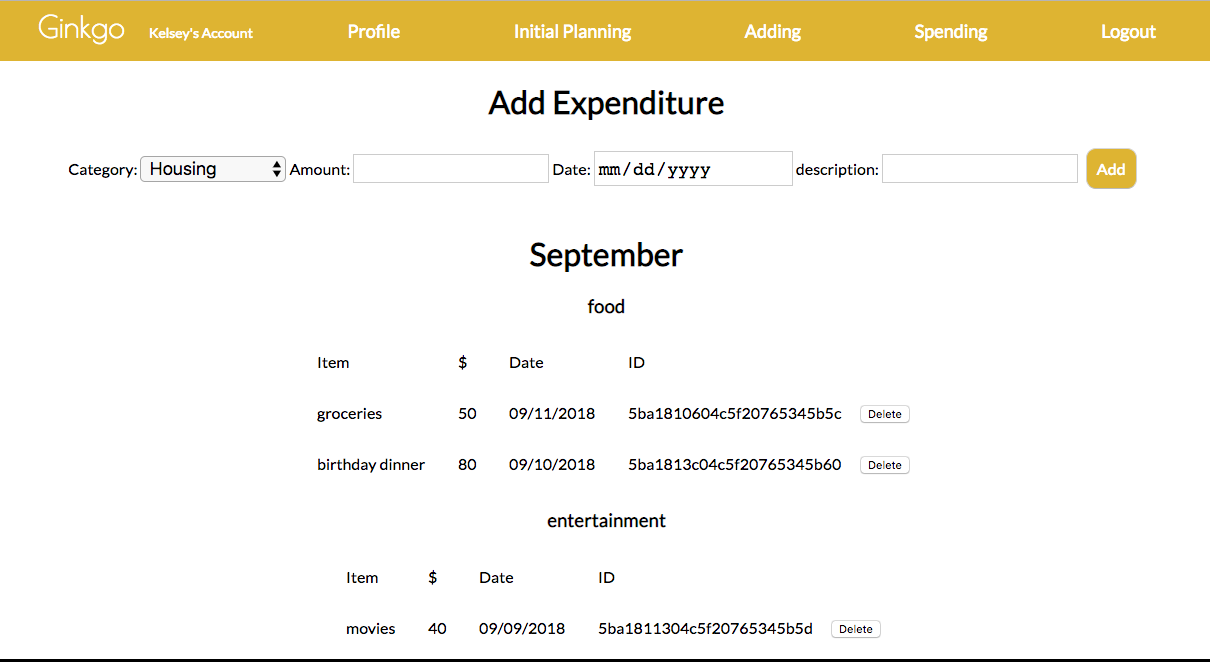 Ginkgo Kelsey's Account Profile Initial Planning Adding Spending Logout
Add Expenditure
Category: Housing Amount: Date: mm/dd/yyyy description: Add
September
food
Item $ Date ID
groceries 50 09/11/2018 5ba1810604c5f20765345b5c Delete
birthday dinner 80 09/10/2018 5ba1813c04c5f20765345b60 Delete
entertainment
Item $ Date ID
movies 40 09/09/2018 5ba1811304c5f20765345b5d Delete